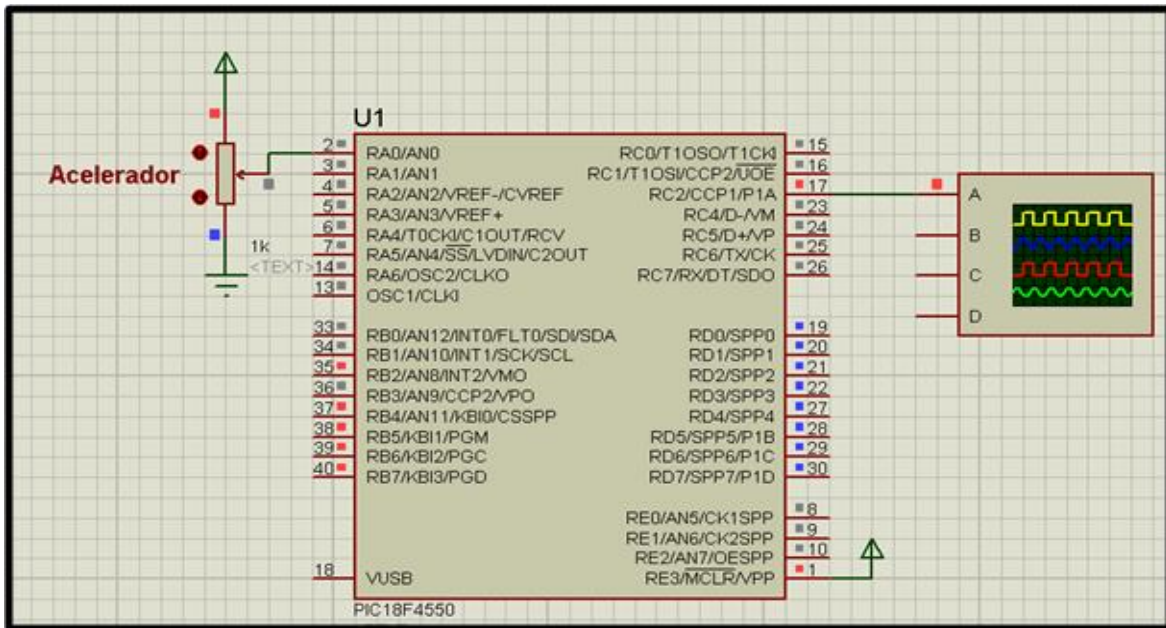 U1
Acelerador
1k
<TEXT>
2 RA0/AN0
3 RA1/AN1
4 RA2/AN2/VREF-/CVREF
5 RA3/AN3/VREF+
6 RA4/T0CKI/C1OUT/RCV
7 RA5/AN4/SS/LVDIN/C2OUT
14 RA6/OSC2/CLKO
13 OSC1/CLKI
33 RB0/AN12/INT0/FLT0/SDI/SDA
34 RB1/AN10/INT1/SCK/SCL
35 RB2/AN8/INT2/VMO
36 RB3/AN9/CCP2/VPO
37 RB4/AN11/KBI0/CSSPP
38 RB5/KBI1/PGM
39 RB6/KBI2/PGC
40 RB7/KBI3/PGD
18 VUSB
RC0/T1OSO/T1CKI 15
RC1/T1OSI/CCP2/UOE 16
RC2/CCP1/P1A 17
RC4/D-/VM 23
RC5/D+/VP 24
RC6/TX/CK 25
RC7/RX/DT/SDO 26
RD0/SPP0 19
RD1/SPP1 20
RD2/SPP2 21
RD3/SPP3 22
RD4/SPP4 27
RD5/SPP5/P1B 28
RD6/SPP6/P1C 29
RD7/SPP7/P1D 30
RE0/AN5/CK1SPP 8
RE1/AN6/CK2SPP 9
RE2/AN7/OESPP 10
RE3/MCLR/VPP 1
PIC18F4550
A
B
C
D